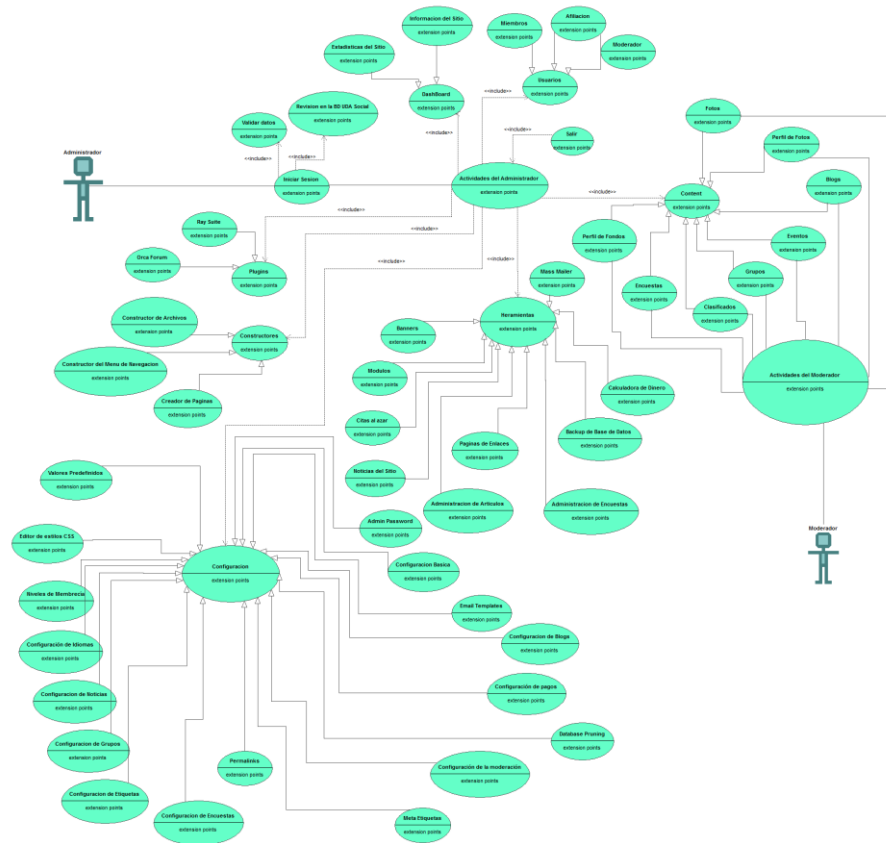 Informacion del Sitio
extension points
Miembros
extension points
Afiliacion
extension points
Moderador
extension points
Estadisticas del Sitio
extension points
DashBoard
extension points
Usuarios
extension points
<<include>>
<<include>>
Revision en la BD UDA Social
extension points
Validar datos
extension points
Fotos
extension points
Salir
extension points
Perfil de Fotos
extension points
Administrador
<<include>>
<<include>>
<<include>>
Iniciar Sesion
extension points
Actividades del Administrador
extension points
<<include>>
Blogs
extension points
Content
extension points
Ray Suite
extension points
<<include>>
Perfil de Fondos
extension points
Eventos
extension points
Orca Forum
extension points
Plugins
extension points
<<include>>
<<include>>
<<include>>
Mass Mailer
extension points
Encuestas
extension points
Grupos
extension points
Clasificados
extension points
Constructor de Archivos
extension points
Heramientas
extension points
Banners
extension points
Constructores
extension points
Constructor del Menu de Navegacion
extension points
Modulos
extension points
Actividades del Moderador
extension points
Creador de Paginas
extension points
Calculadora de Dinero
extension points
Citas al azar
extension points
Paginas de Enlaces
extension points
Backup de Base de Datos
extension points
Valores Predefinidos
extension points
Noticias del Sitio
extension points
Administracion de Articulos
extension points
Administracion de Encuestas
extension points
Admin Password
extension points
Moderador
Editor de estilos CSS
extension points
Configuracion
extension points
Configuracion Basica
extension points
Niveles de Membrecía
extension points
Email Templates
extension points
Configuración de Idiomas
extension points
Configuracion de Blogs
extension points
Configuracion de Noticias
extension points
Configuración de pagos
extension points
Configuracion de Grupos
extension points
Database Pruning
extension points
Permalinks
extension points
Configuración de la moderación
extension points
Configuracion de Etiquetas
extension points
Configuracion de Encuestas
extension points
Meta Etiquetas
extension points